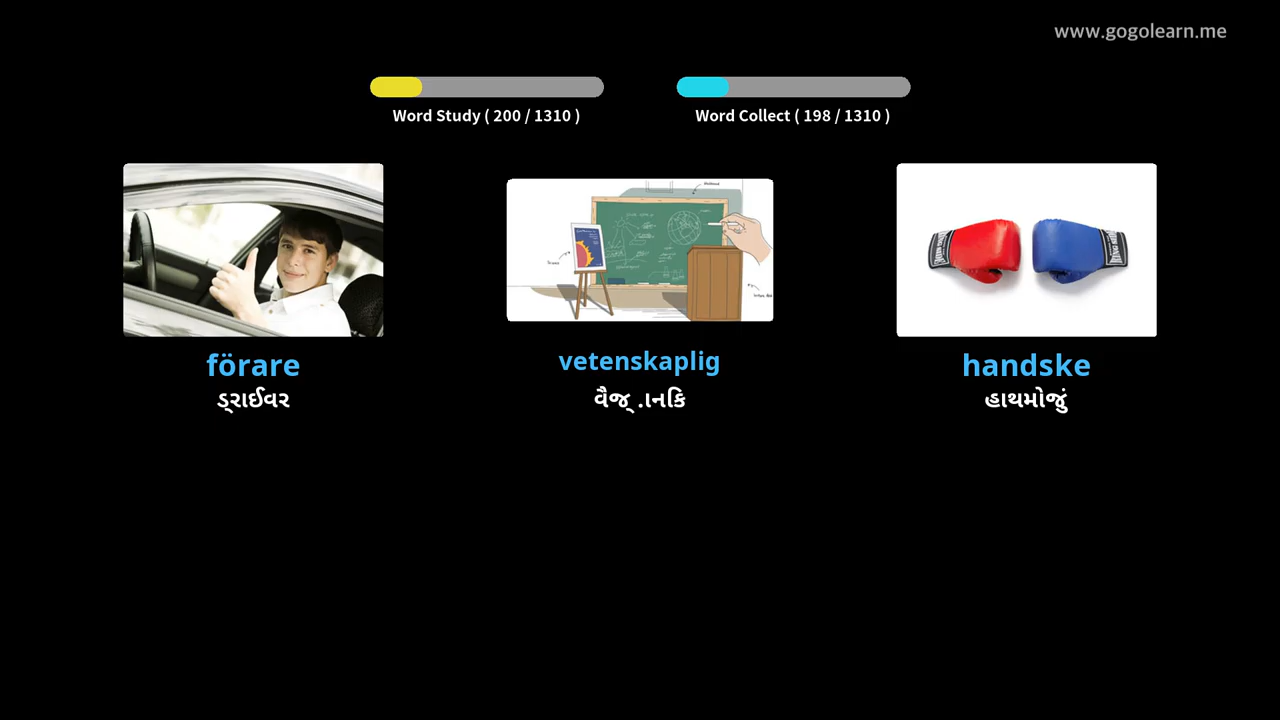 www.gogolearn.me
Word Study ( 200 / 1310 )
Word Collect ( 198 / 1310 )
förare
vetenskaplig
handske
ડ્રાઈવર
વૈજ્ .ાનકિ
હાથમોજું